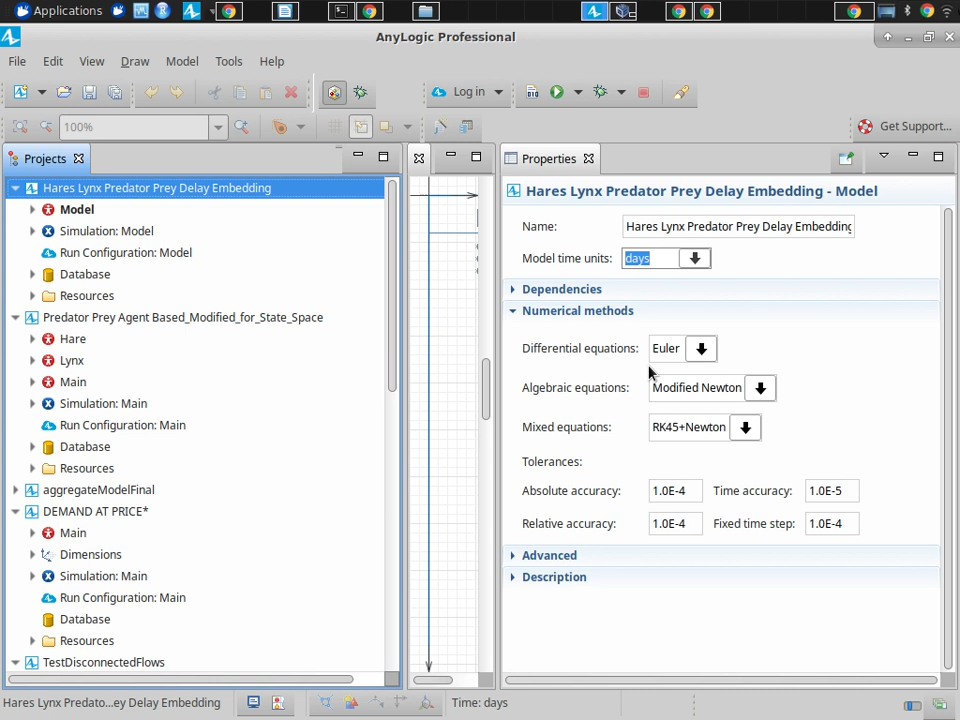 Applications
AnyLogic Professional
File Edit View Draw Model Tools Help
Log in
100%
Get Support...
Projects
Properties
Hares Lynx Predator Prey Delay Embedding
Model
Simulation: Model
Run Configuration: Model
Database
Resources
Predator Prey Agent Based_Modified_for_State_Space
Hare
Lynx
Main
Simulation: Main
Run Configuration: Main
Database
Resources
aggregateModelFinal
DEMAND AT PRICE*
Main
Dimensions
Simulation: Main
Run Configuration: Main
Database
Resources
TestDisconnectedFlows
Hares Lynx Predator Prey Delay Embedding - Model
Name: Hares Lynx Predator Prey Delay Embedding
Model time units: days
Dependencies
Numerical methods
Differential equations: Euler
Algebraic equations: Modified Newton
Mixed equations: RK45+Newton
Tolerances:
Absolute accuracy: 1.0E-4 Time accuracy: 1.0E-5
Relative accuracy: 1.0E-4 Fixed time step: 1.0E-4
Advanced
Description
Hares Lynx Predato...ey Delay Embedding
Time: days